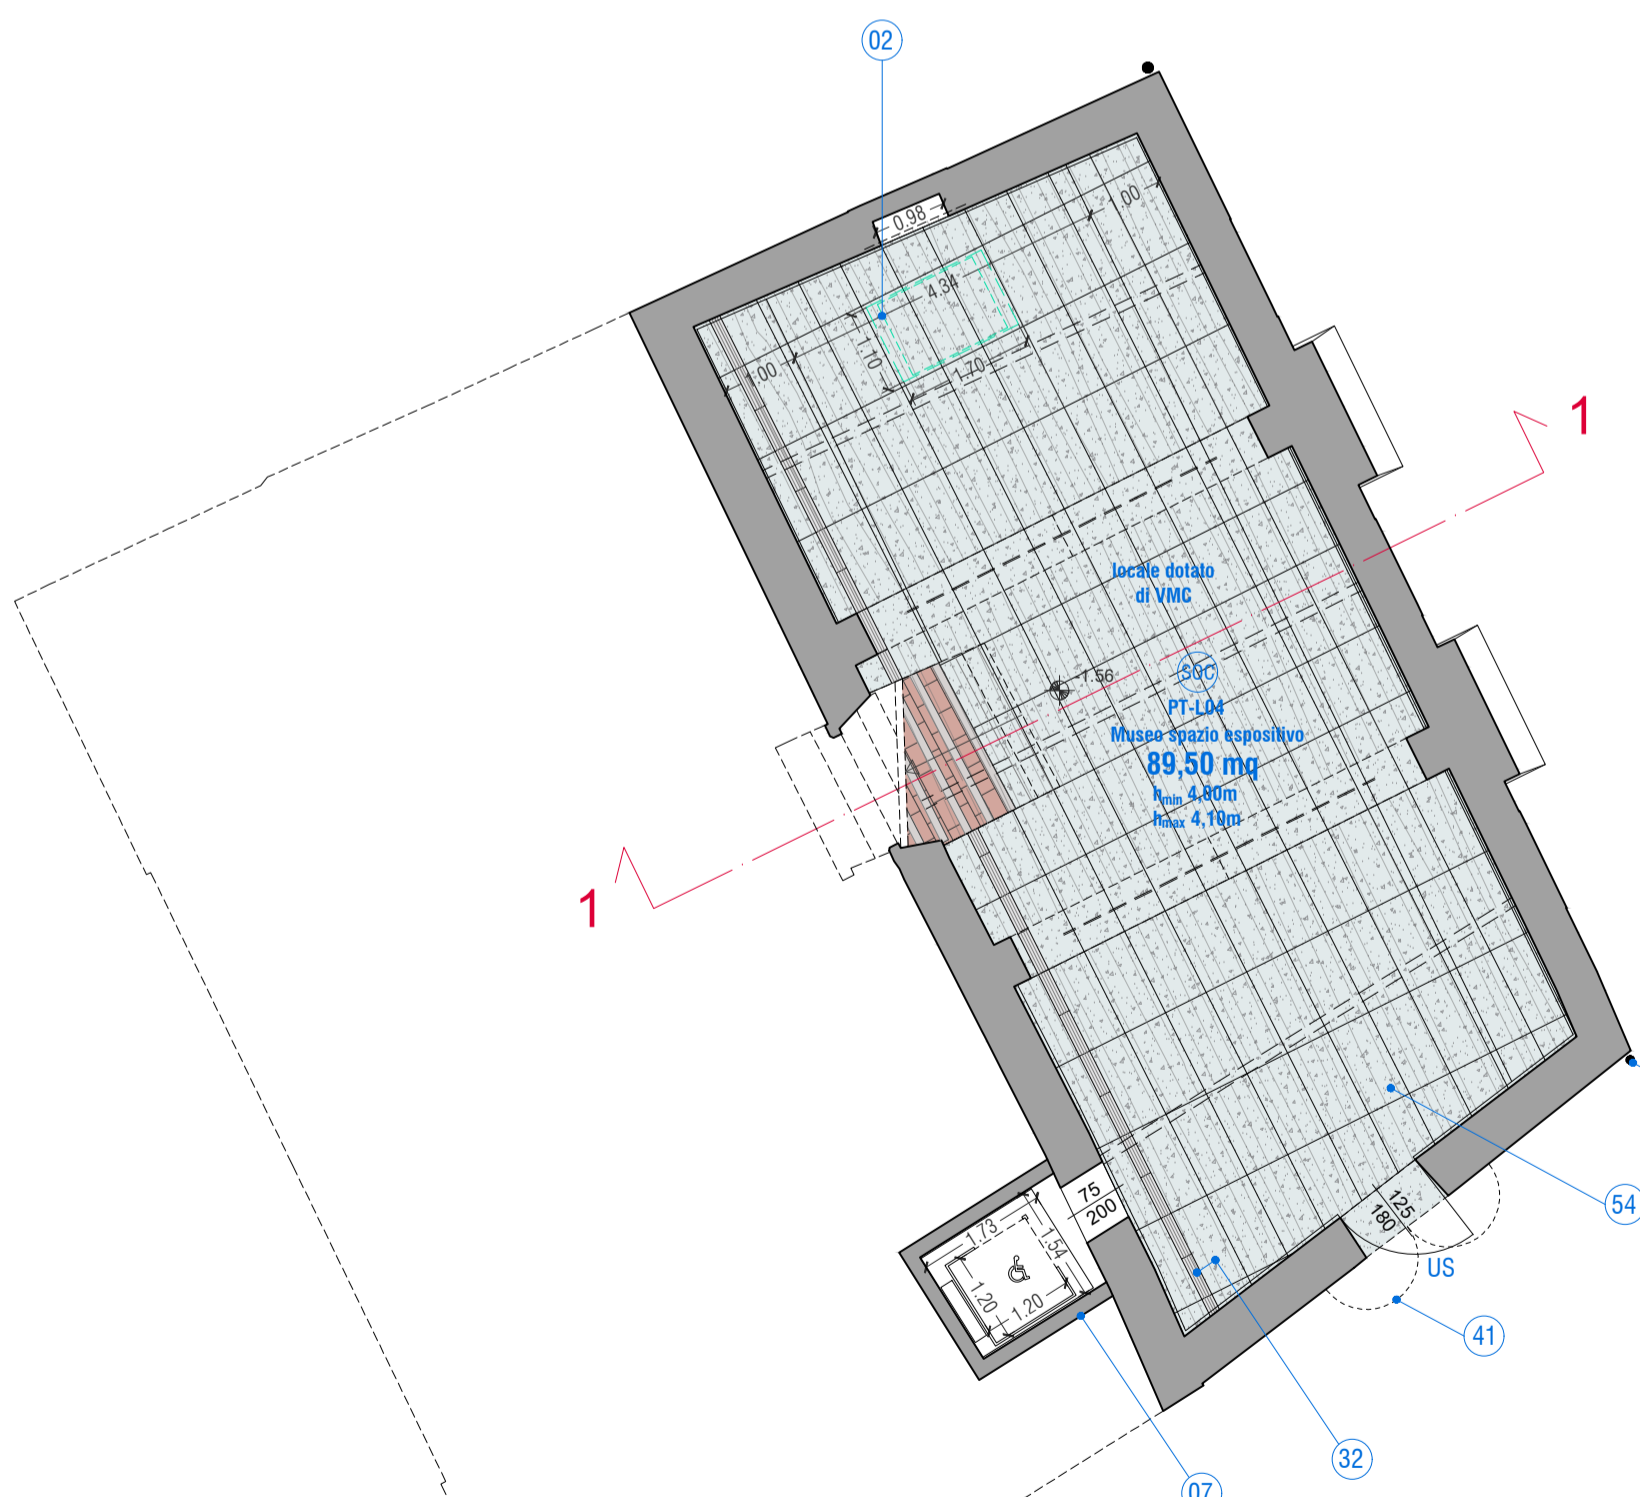 02
0.98
1.00
4.34
1.10
1.70
1.00
1
locale dotato
di VMC
-1.56
SOC
PT-L04
Museo spazio espositivo
89,50 mq
hmin 4,00m
hmax 4,10m
1
75
200
125
180
54
1.73
1.54
1.20
1.20
US
41
32
07